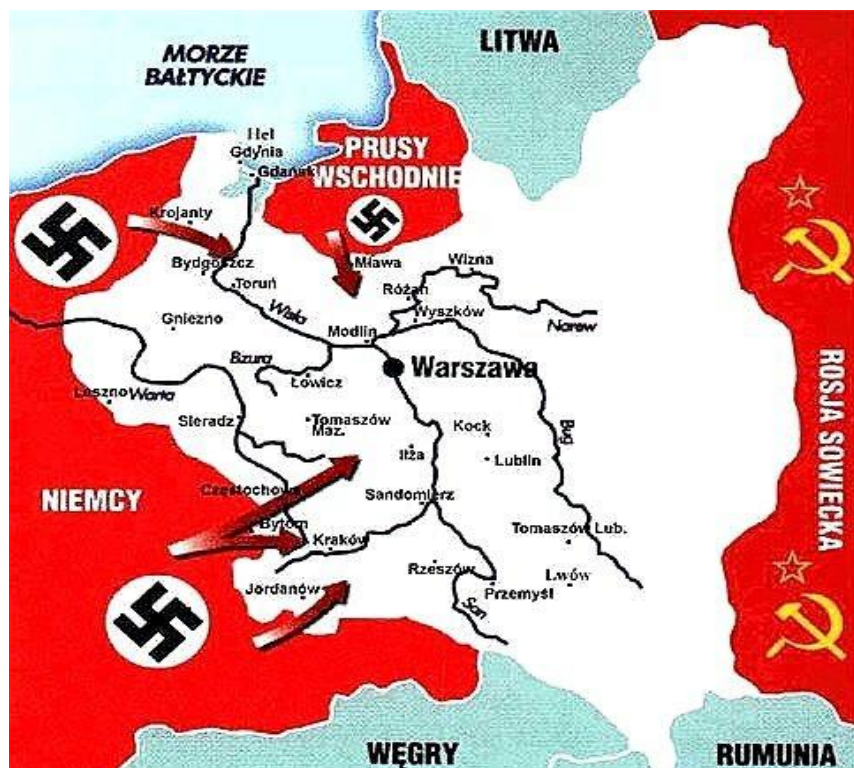 MORZE
BAŁTYCKIE
LITWA
Hel
Gdynia
Gdańsk
PRUSY
WSCHODNIE
Krojanty
Bydgoszcz
Toruń
Mława
Wizna
Różan
Wyszków
Narew
Gniezno
Wisła
Modlin
Bzura
Warszawa
Łowicz
Leszno
Warta
Sieradz
Tomaszów
Maz.
Kock
Bug
Iłża
Lublin
ROSJA SOWIECKA
NIEMCY
Częstochowa
Sandomierz
Bytom
Kraków
Tomaszów Lub.
Rzeszów
Lwów
Jordanów
Przemyśl
San
WĘGRY
RUMUNIA